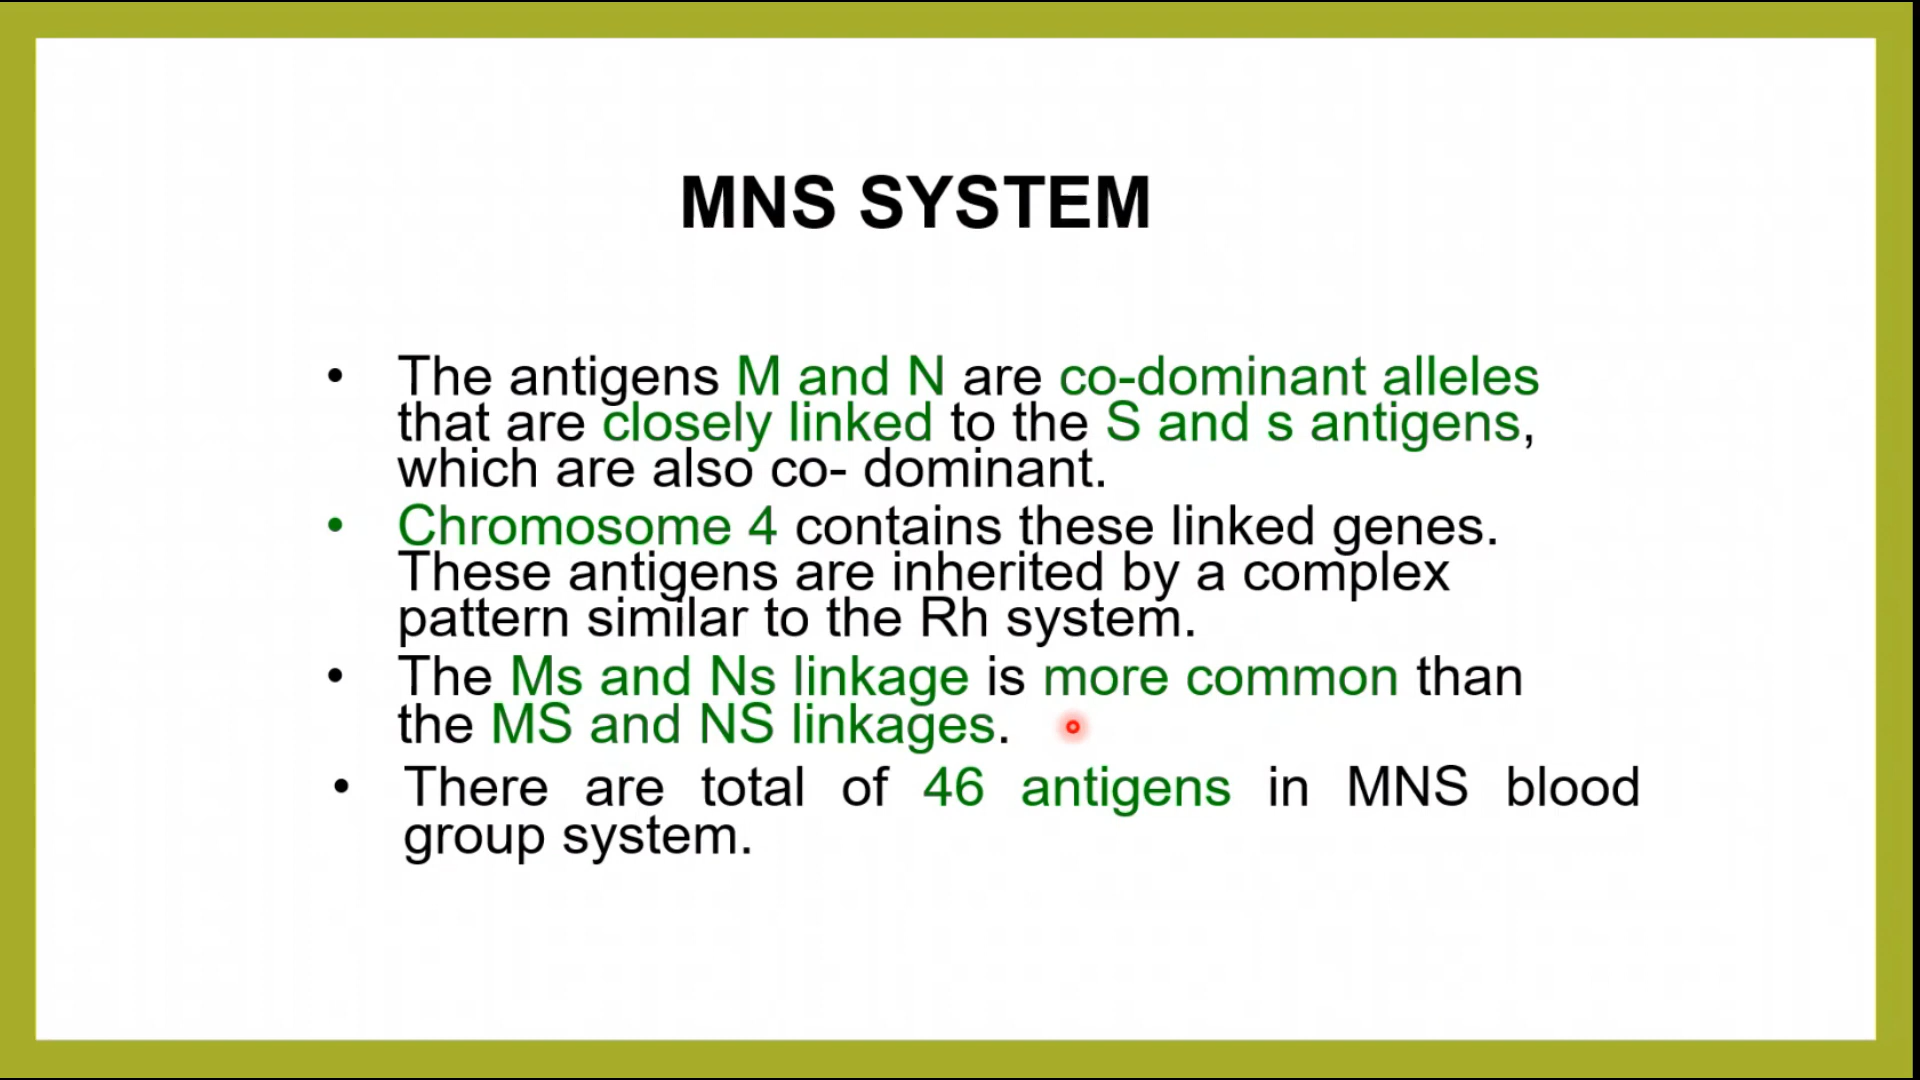 MNS SYSTEM
• The antigens M and N are co-dominant alleles
that are closely linked to the S and s antigens,
which are also co- dominant.
• Chromosome 4 contains these linked genes.
These antigens are inherited by a complex
pattern similar to the Rh system.
• The Ms and Ns linkage is more common than
the MS and NS linkages.
• There are total of 46 antigens in MNS blood
group system.